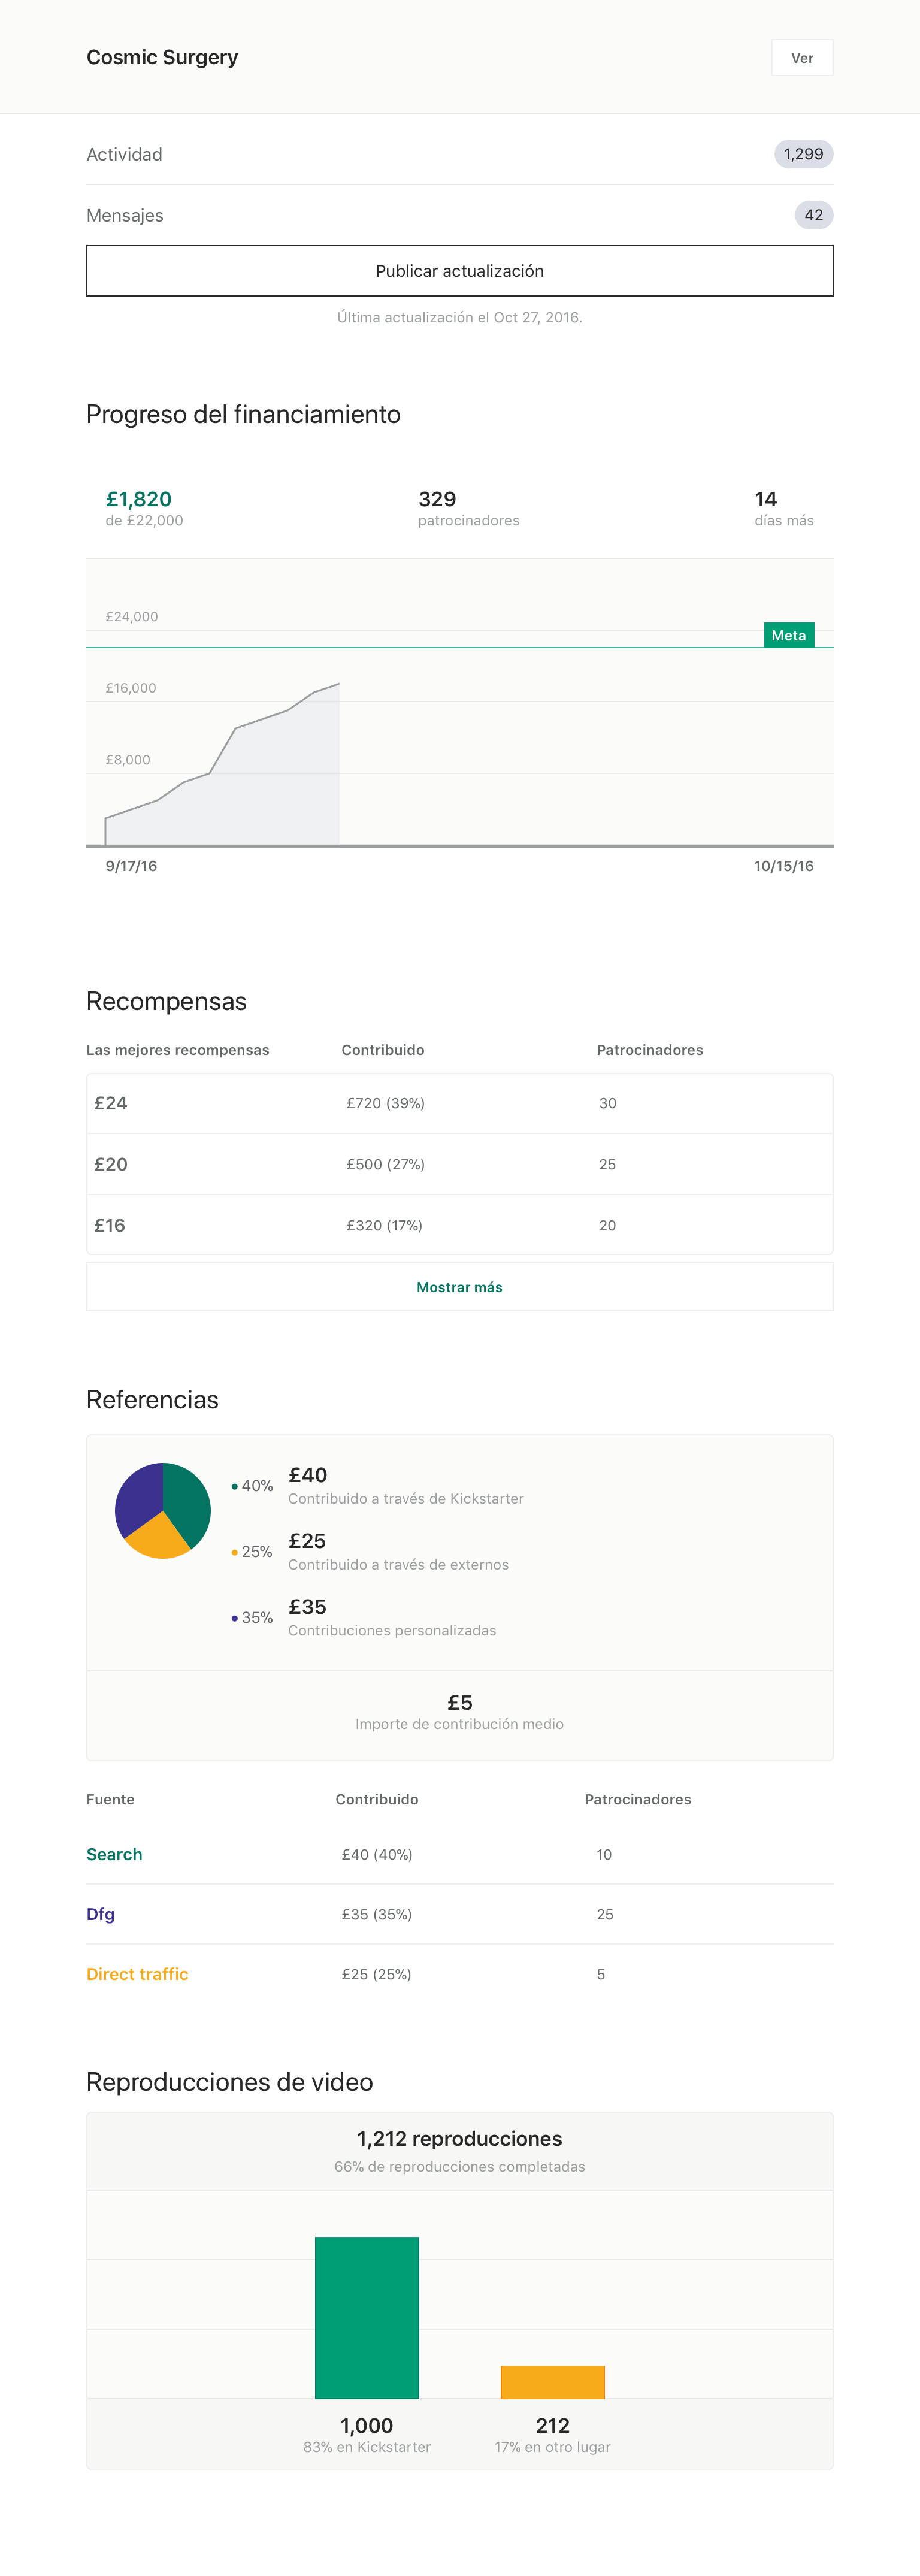 Cosmic Surgery
Ver
Actividad
1,299
Mensajes
42
Publicar actualización
Última actualización el Oct 27, 2016.
Progreso del financiamiento
£1,820
de £22,000
329
patrocinadores
14
días más
£24,000
Meta
£16,000
£8,000
9/17/16
10/15/16
Recompensas
Las mejores recompensas Contribuido Patrocinadores
£24 £720 (39%) 30
£20 £500 (27%) 25
£16 £320 (17%) 20
Mostrar más
Referencias
40%
£40
Contribuido a través de Kickstarter
25%
£25
Contribuido a través de externos
35%
£35
Contribuciones personalizadas
£5
Importe de contribución medio
Fuente Contribuido Patrocinadores
Search £40 (40%) 10
Dfg £35 (35%) 25
Direct traffic £25 (25%) 5
Reproducciones de video
1,212 reproducciones
66% de reproducciones completadas
1,000
83% en Kickstarter
212
17% en otro lugar